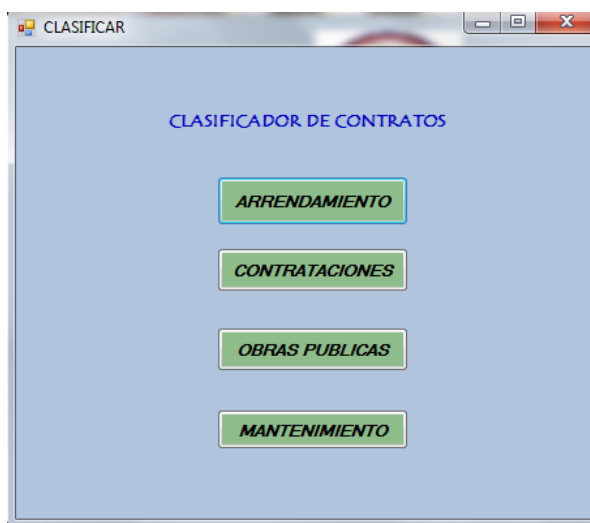 CLASIFICAR
CLASIFICADOR DE CONTRATOS
ARRENDAMIENTO
CONTRATACIONES
OBRAS PUBLICAS
MANTENIMIENTO